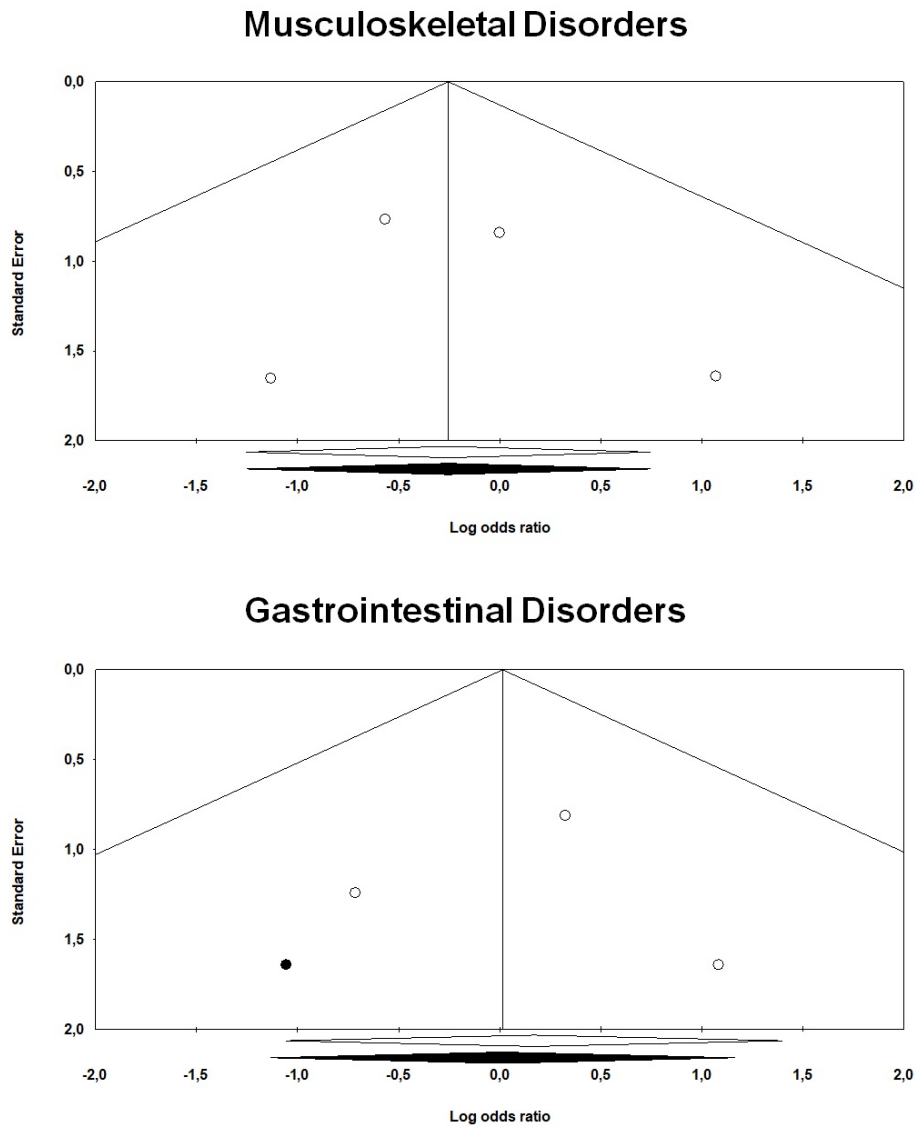 Musculoskeletal Disorders
0,0
0,5
1,0
1,5
2,0
Standard Error
-2,0 -1,5 -1,0 -0,5 0,0 0,5 1,0 1,5 2,0
Log odds ratio
Gastrointestinal Disorders
0,0
0,5
1,0
1,5
2,0
Standard Error
-2,0 -1,5 -1,0 -0,5 0,0 0,5 1,0 1,5 2,0
Log odds ratio